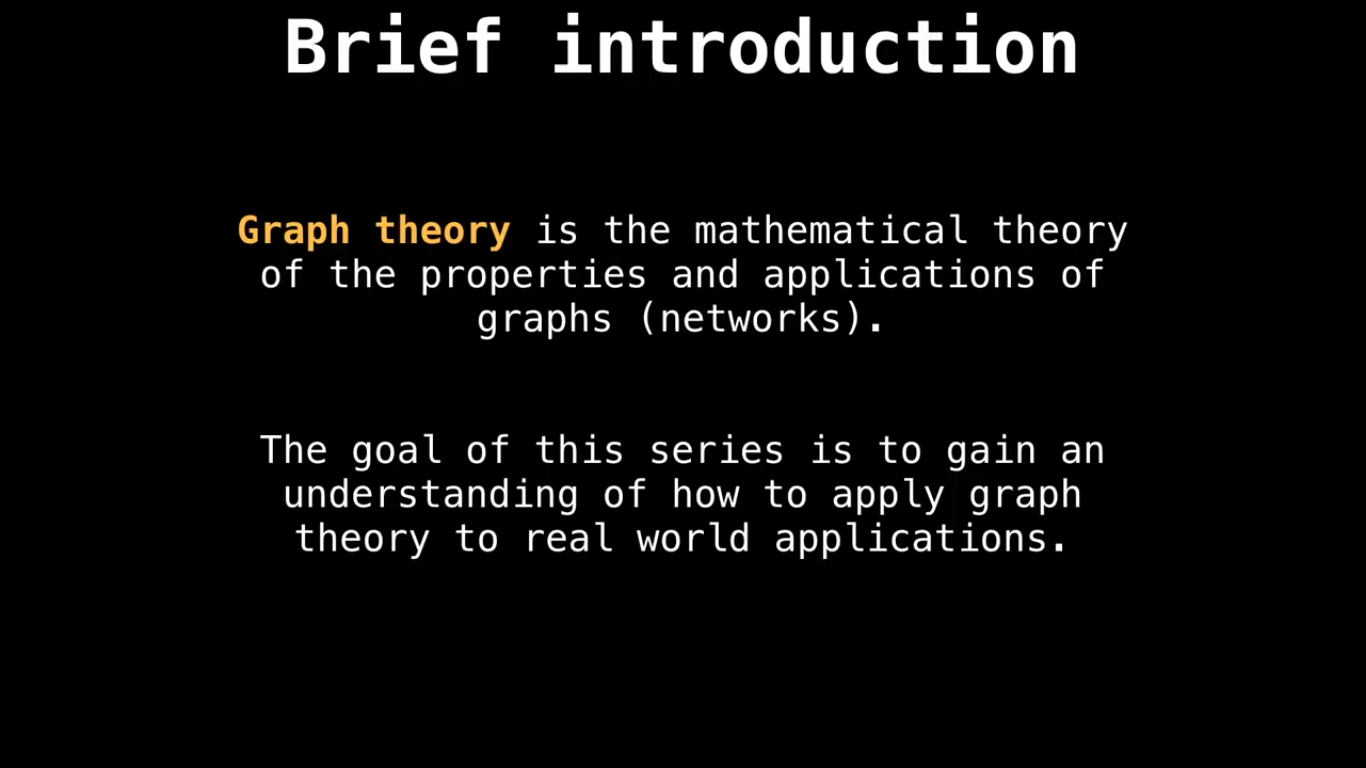 Brief introduction
Graph theory is the mathematical theory
of the properties and applications of
graphs (networks).
The goal of this series is to gain an
understanding of how to apply graph
theory to real world applications.